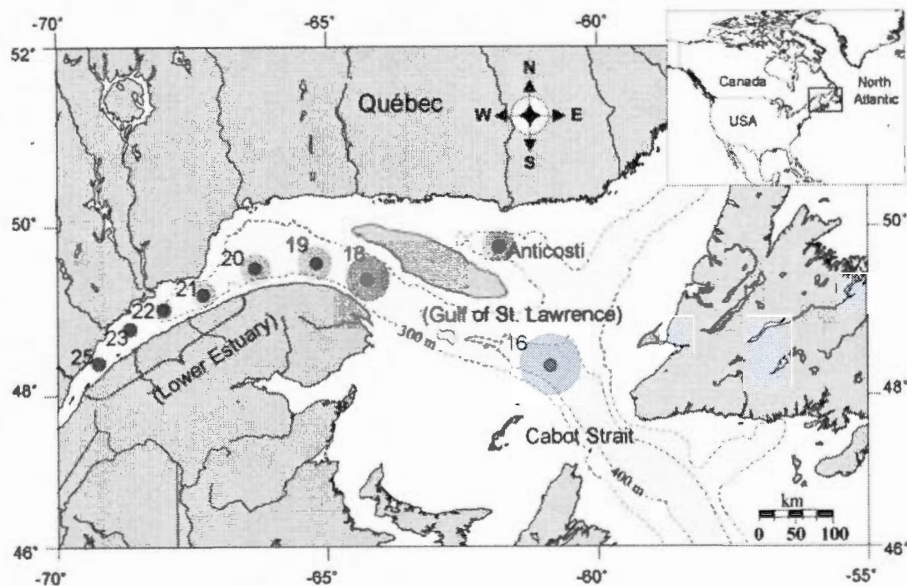 -70° -65° -60°
52° 50° 48° 46°
50° 48° 46°
-70° -65° -60° -55°
Québec
N
W E
S
Canada
North
Atlantic
USA
20 19 18
Anticosti
21
22
23
25
(Lower Estuary)
(Gulf of St. Lawrence)
300 m
16
Cabot Strait
400 m
km
0 50 100